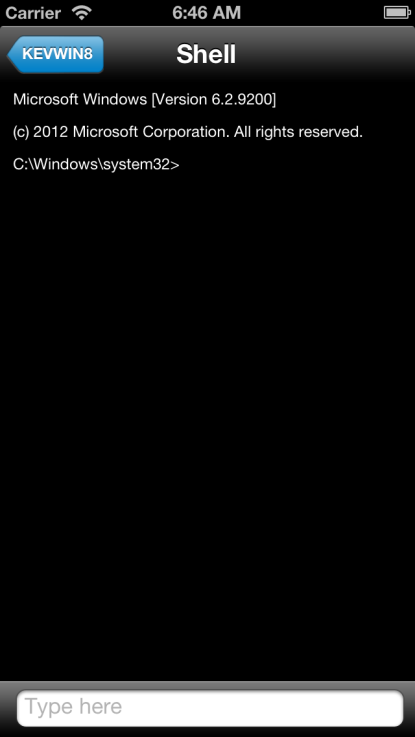 Carrier 6:46 AM
KEVWIN8 Shell
Microsoft Windows [Version 6.2.9200]
(c) 2012 Microsoft Corporation. All rights reserved.
C:\Windows\system32>
Type here